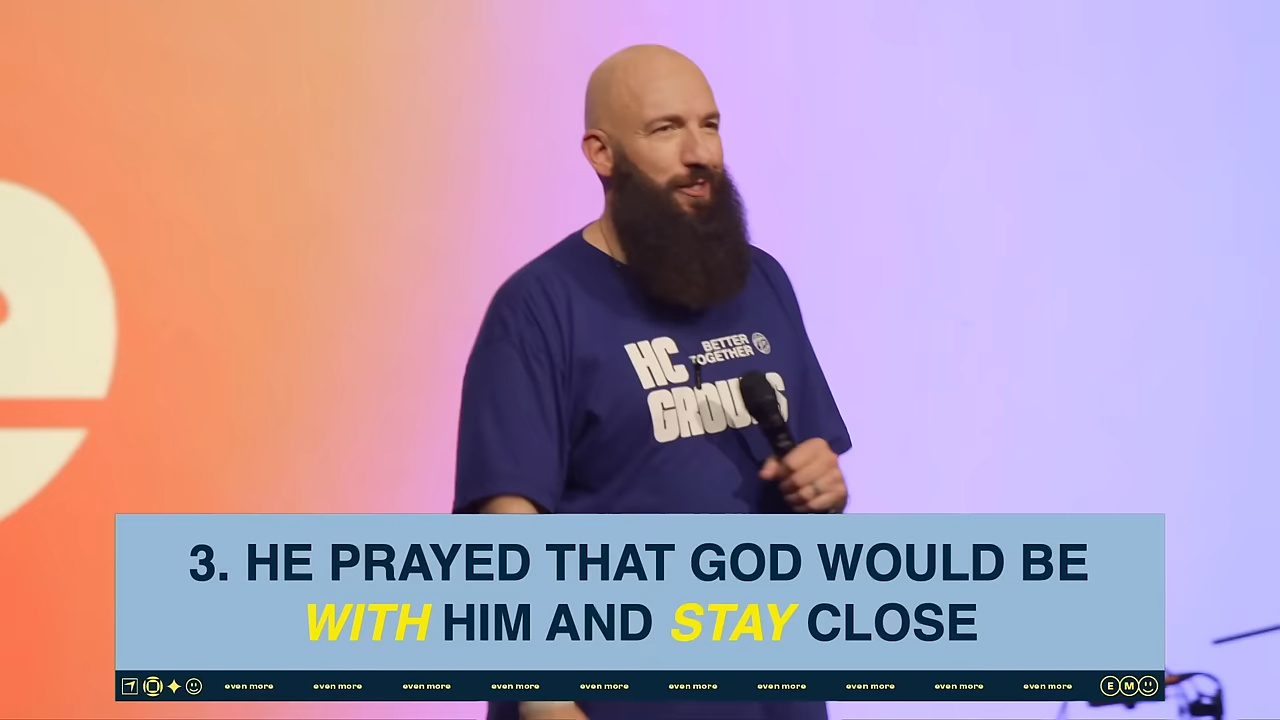 e
HC
BETTER
TOGETHER
GROUPS
3. HE PRAYED THAT GOD WOULD BE
WITH HIM AND STAY CLOSE
even more even more even more even more even more even more even more even more even more even more
E M